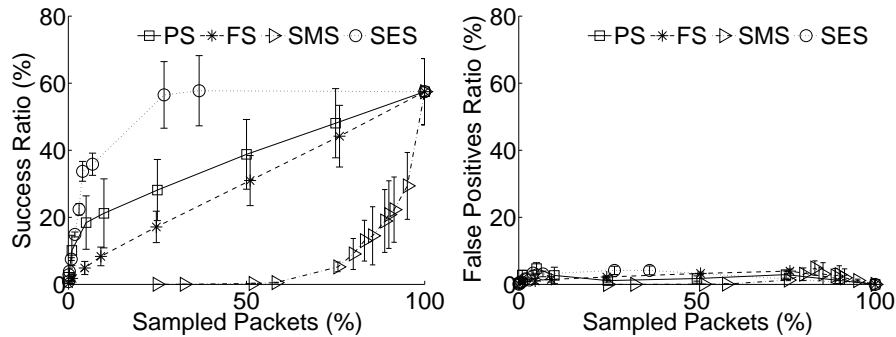 80
60
40
20
0
0
50
100
Success Ratio (%)
Sampled Packets (%)
PS FS SMS SES
80
60
40
20
0
0
50
100
False Positives Ratio (%)
Sampled Packets (%)
PS FS SMS SES